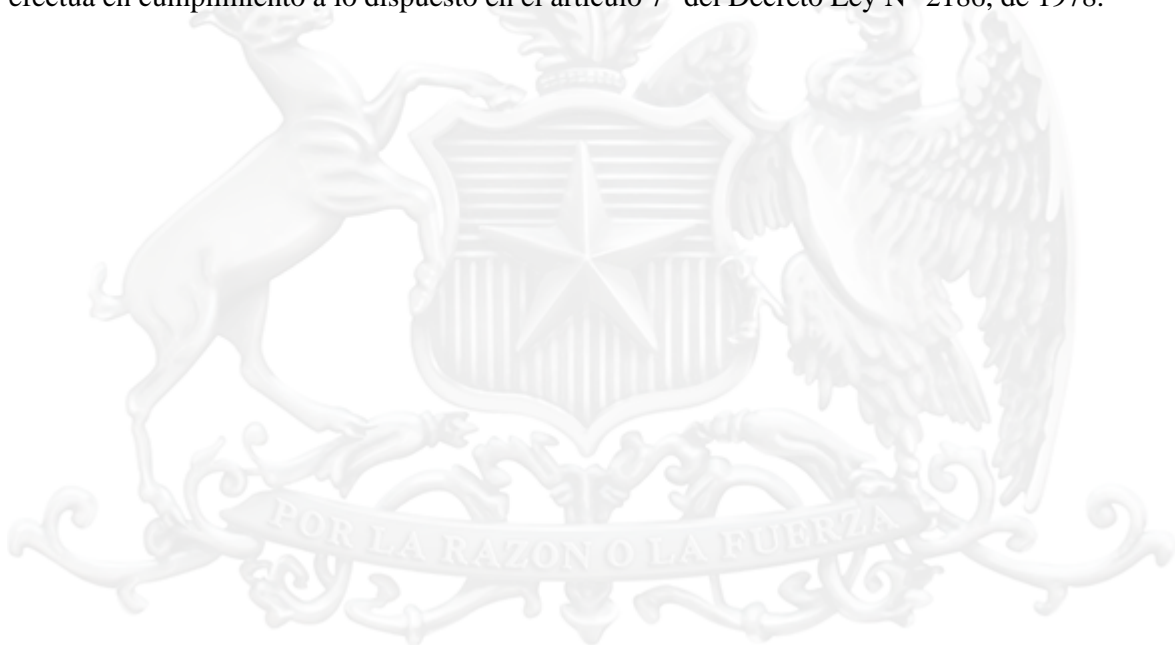 efectúa en cumplimiento a lo dispuesto en el artículo 7° del Decreto Ley N° 2186, de 1978.
POR LA RAZON O LA FUERZA